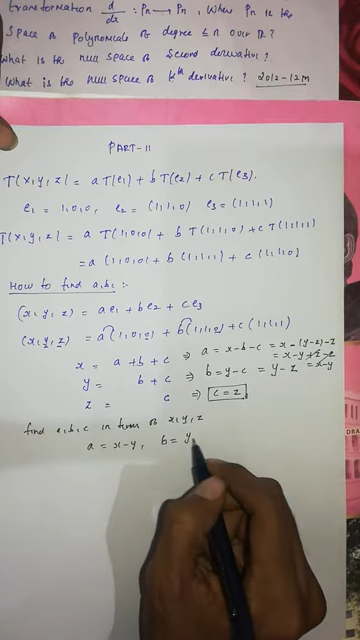 transformation d/dx : Pn → Pn, When Pn is the
Space of Polynomials of degree ≤ n over R?
What is the null space of Second derivative?
What is the null space of kth derivative? 2012-12M
PART-II
T(x,y,z) = a T(e1) + b T(e2) + c T(e3).
e1 = 1,0,0, e2 = (1,1,0) e3 = (1,1,1)
T(x,y,z) = a T(1,0,0) + b T(1,1,0) + c T(1,1,1)
= a (1,0,0) + b (1,1,1) + c (1,1,0)
How to find a,b,c :-
(x,y,z) = a e1 + b e2 + c e3
(x,y,z) = a(1,0,0) + b(1,1,0) + c(1,1,1)
x = a + b + c ⇒ a = x-b-c = x-(y-z)-z
= x-y+z-z
y = b + c ⇒ b = y-c = y-z = x-y
z = c ⇒ c = z
find a,b,c in terms of x,y,z
a = x-y, b = y